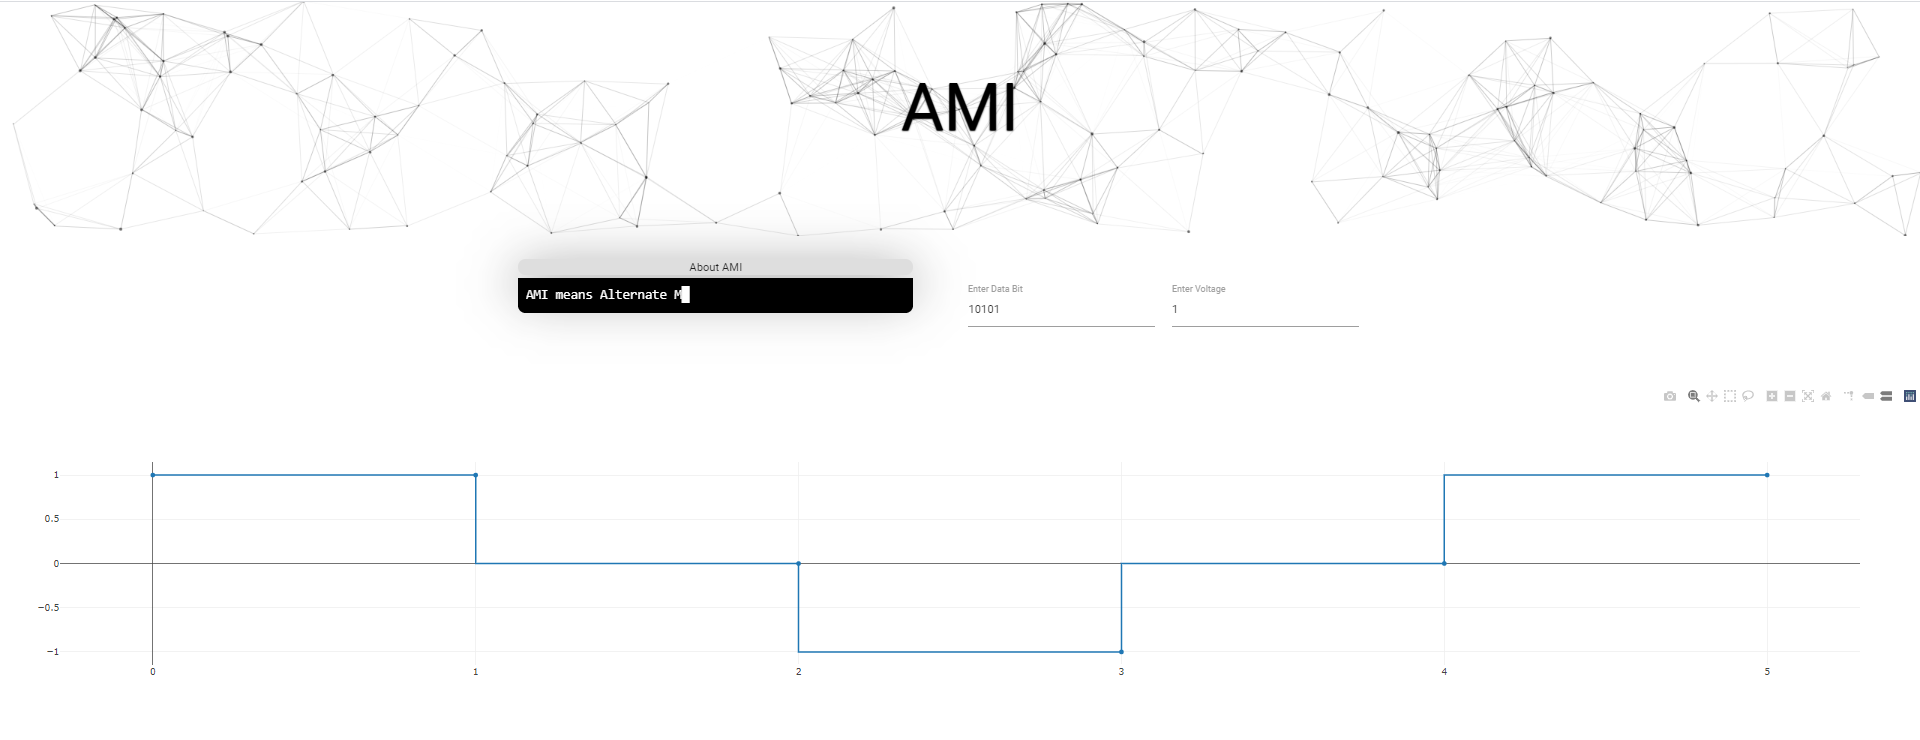 AMI
About AMI
AMI means Alternate M
Enter Data Bit
10101
Enter Voltage
1
1
0.5
0
−0.5
−1
0 1 2 3 4 5